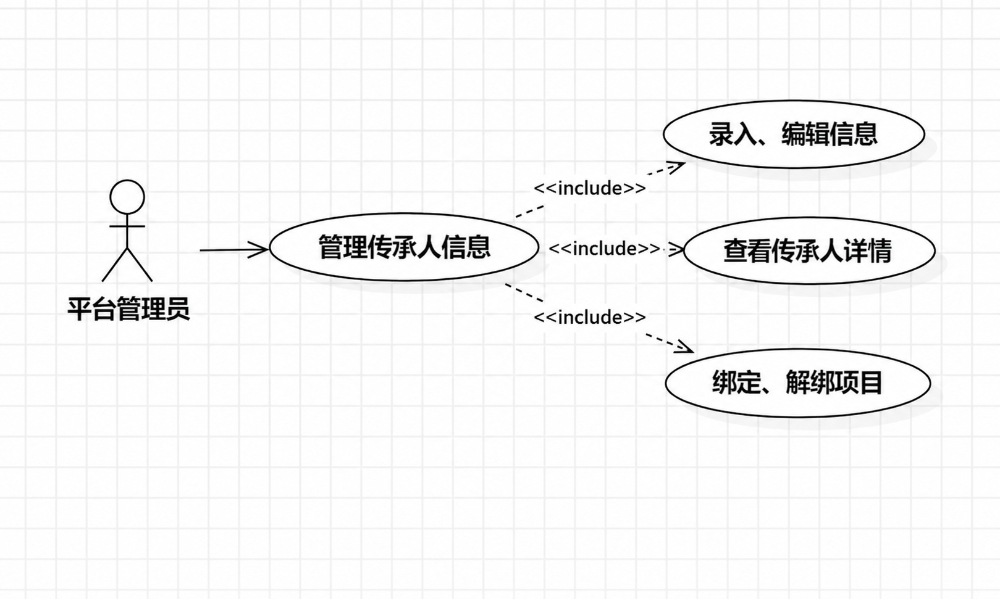 录入、编辑信息
<<include>>
管理传承人信息
<<include>>
查看传承人详情
平台管理员
<<include>>
绑定、解绑项目